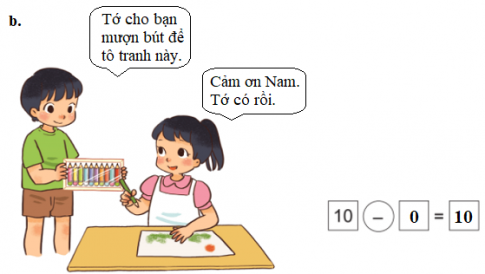 b.
Tớ cho bạn
mượn bút để
tô tranh này.
Cảm ơn Nam.
Tớ có rồi.
10 − 0 = 10